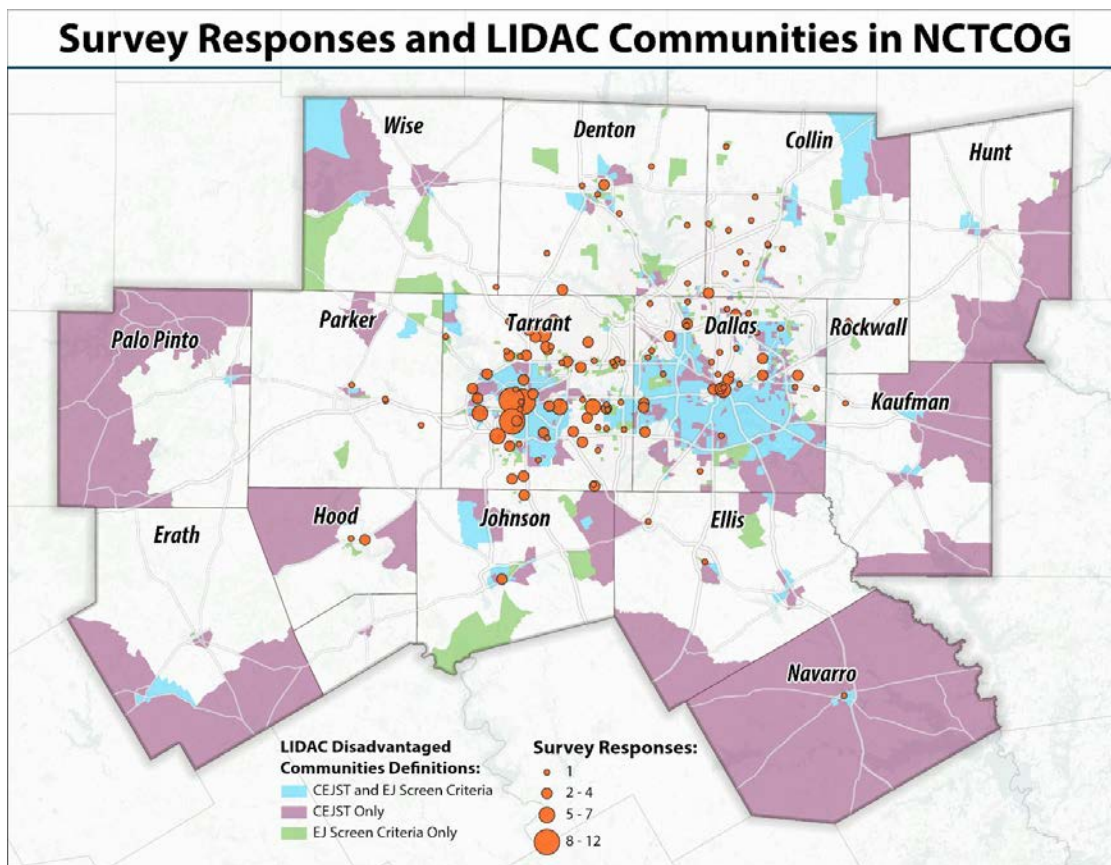 Survey Responses and LIDAC Communities in NCTCOG
Wise
Denton
Collin
Hunt
Palo Pinto
Parker
Tarrant
Dallas
Rockwall
Kaufman
Erath
Hood
Johnson
Ellis
Navarro
LIDAC Disadvantaged
Communities Definitions:
CEJST and EJ Screen Criteria
CEJST Only
EJ Screen Criteria Only
Survey Responses:
1
2 - 4
5 - 7
8 - 12